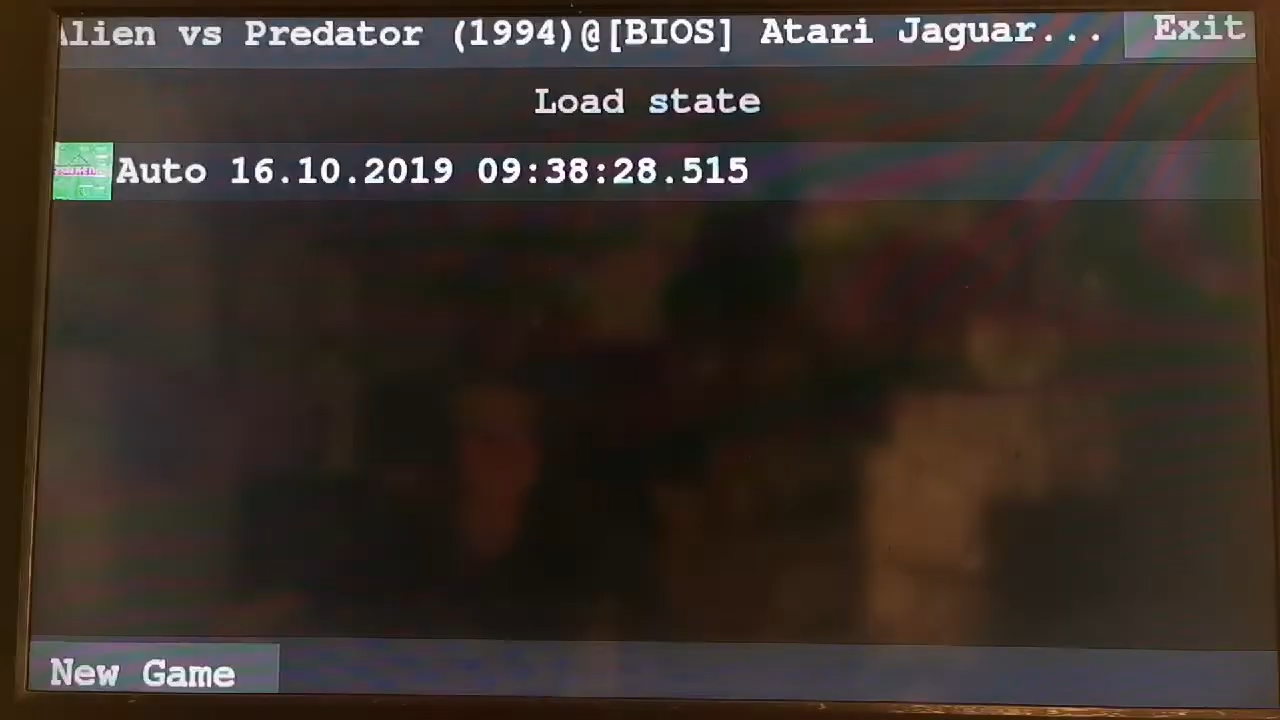 Alien vs Predator (1994)@[BIOS] Atari Jaguar...
Exit
Load state
Auto 16.10.2019 09:38:28.515
New Game